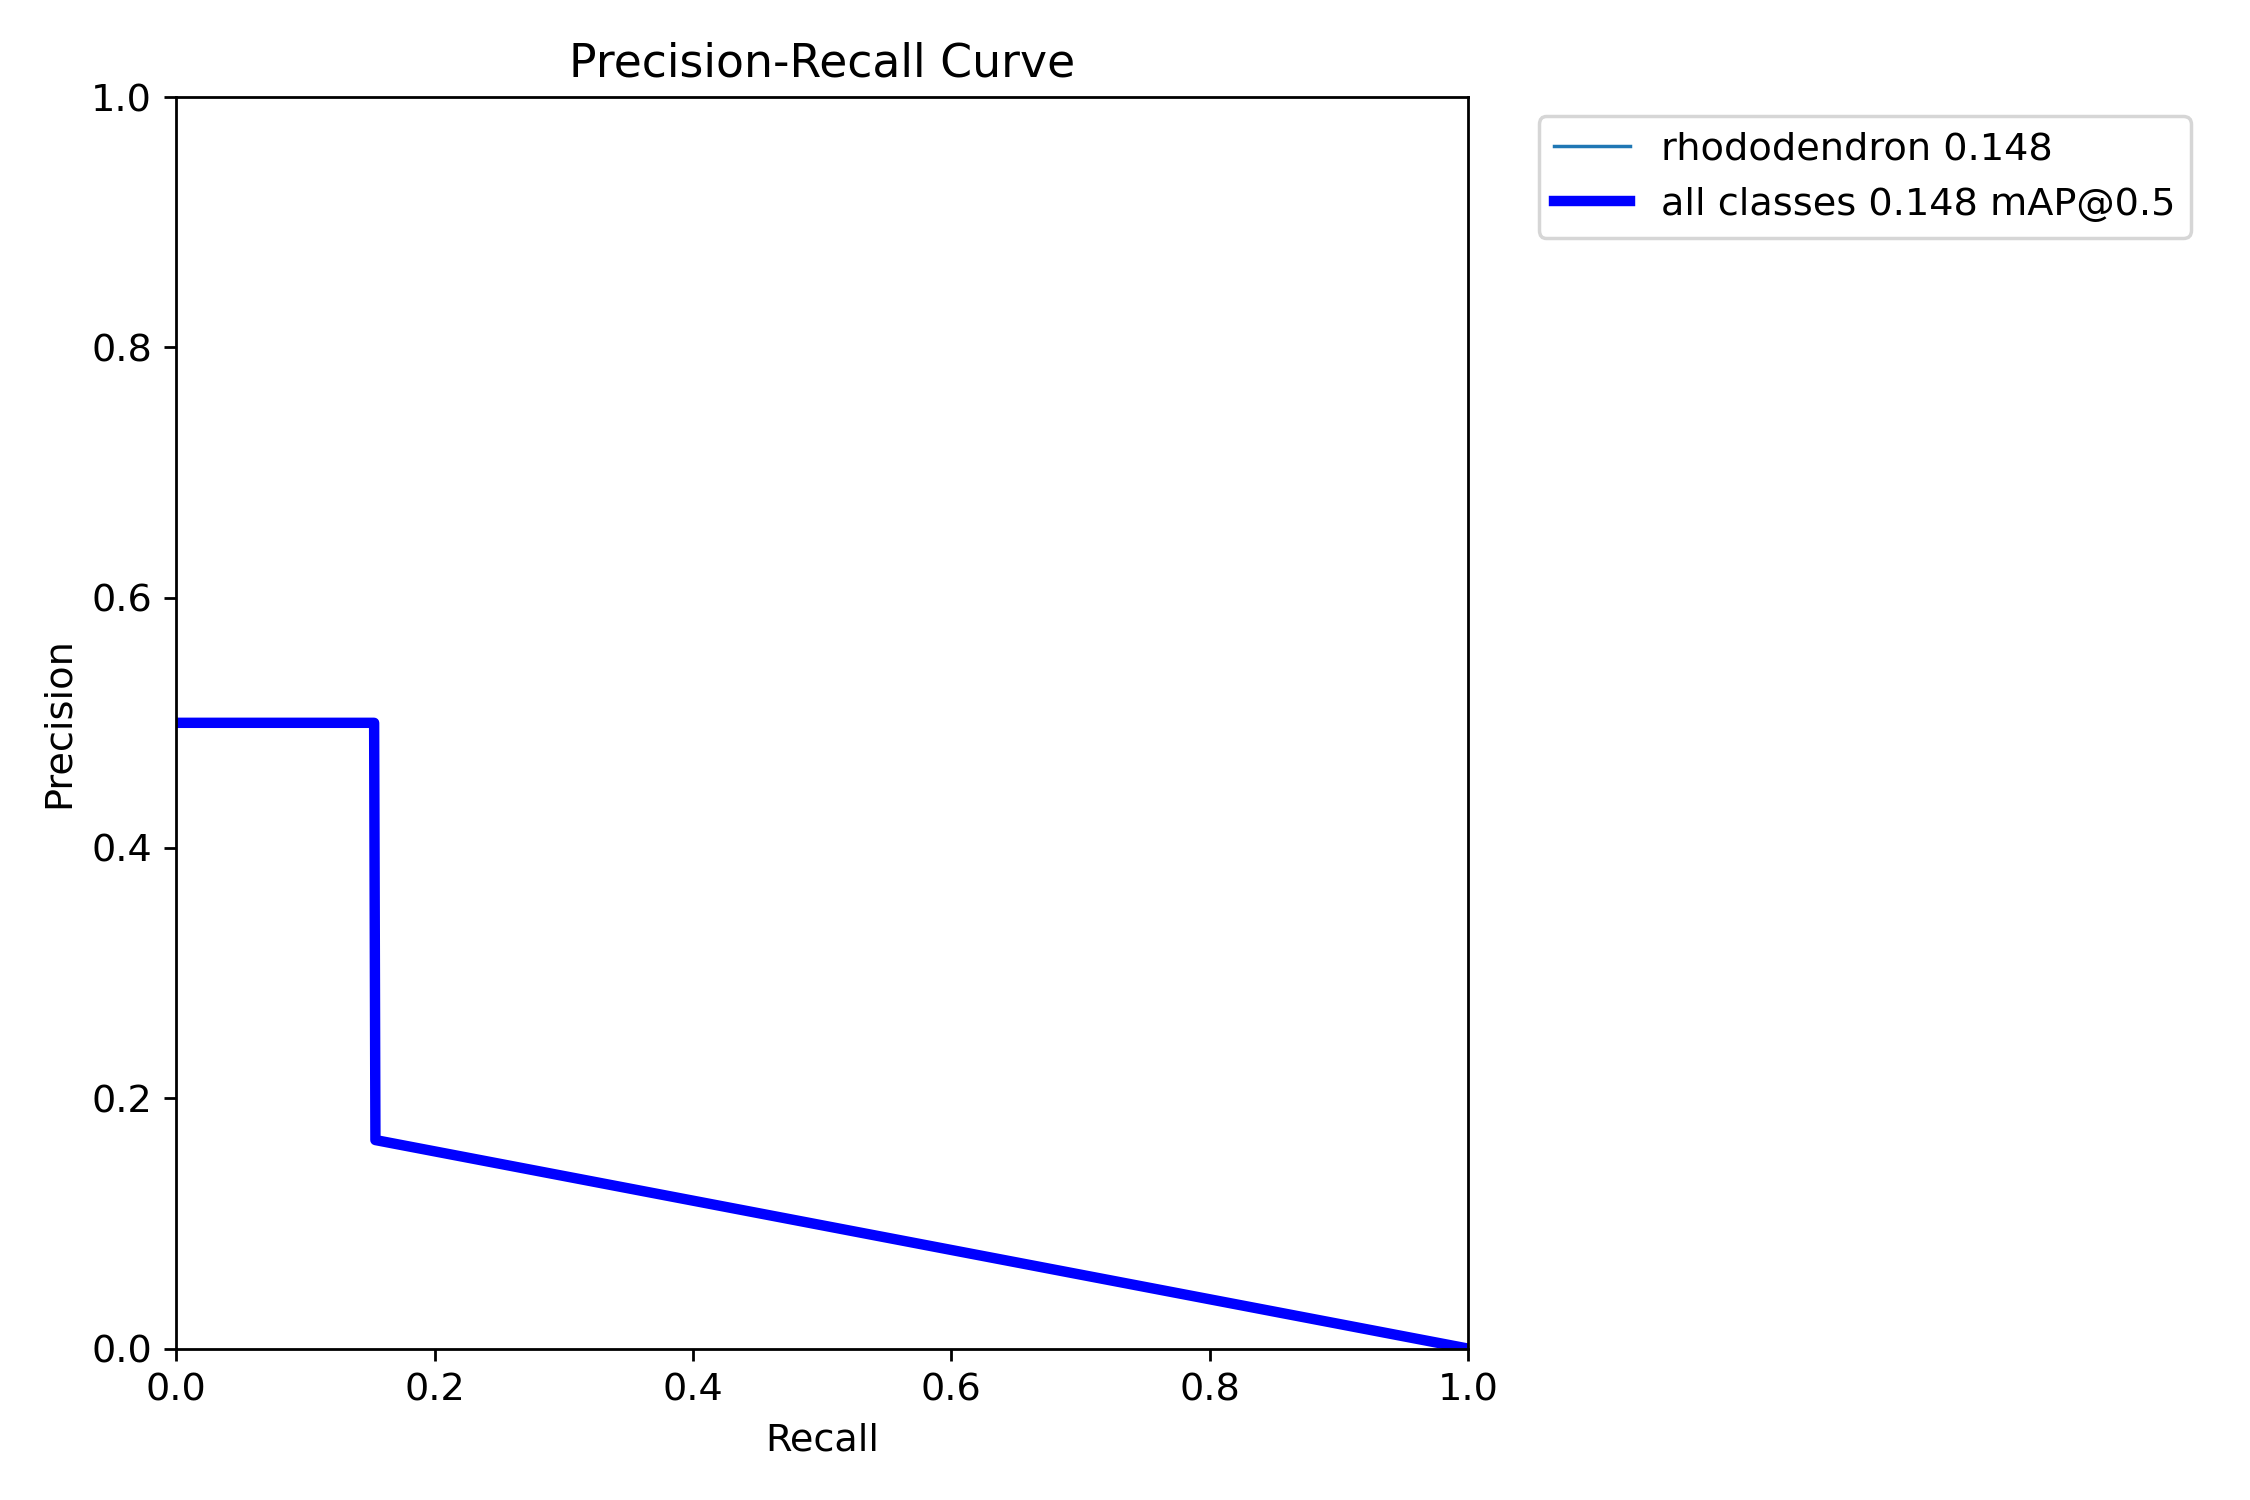 Precision-Recall Curve
1.0
0.8
0.6
0.4
0.2
0.0
Precision
0.0 0.2 0.4 0.6 0.8 1.0
Recall
rhododendron 0.148
all classes 0.148 mAP@0.5